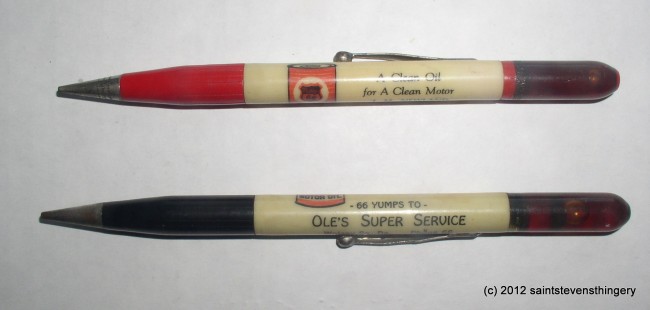 A Clean Oil
for A Clean Motor
MOTOR OIL
- 66 YUMPS TO -
OLE'S SUPER SERVICE
(c) 2012 saintstevensthingery